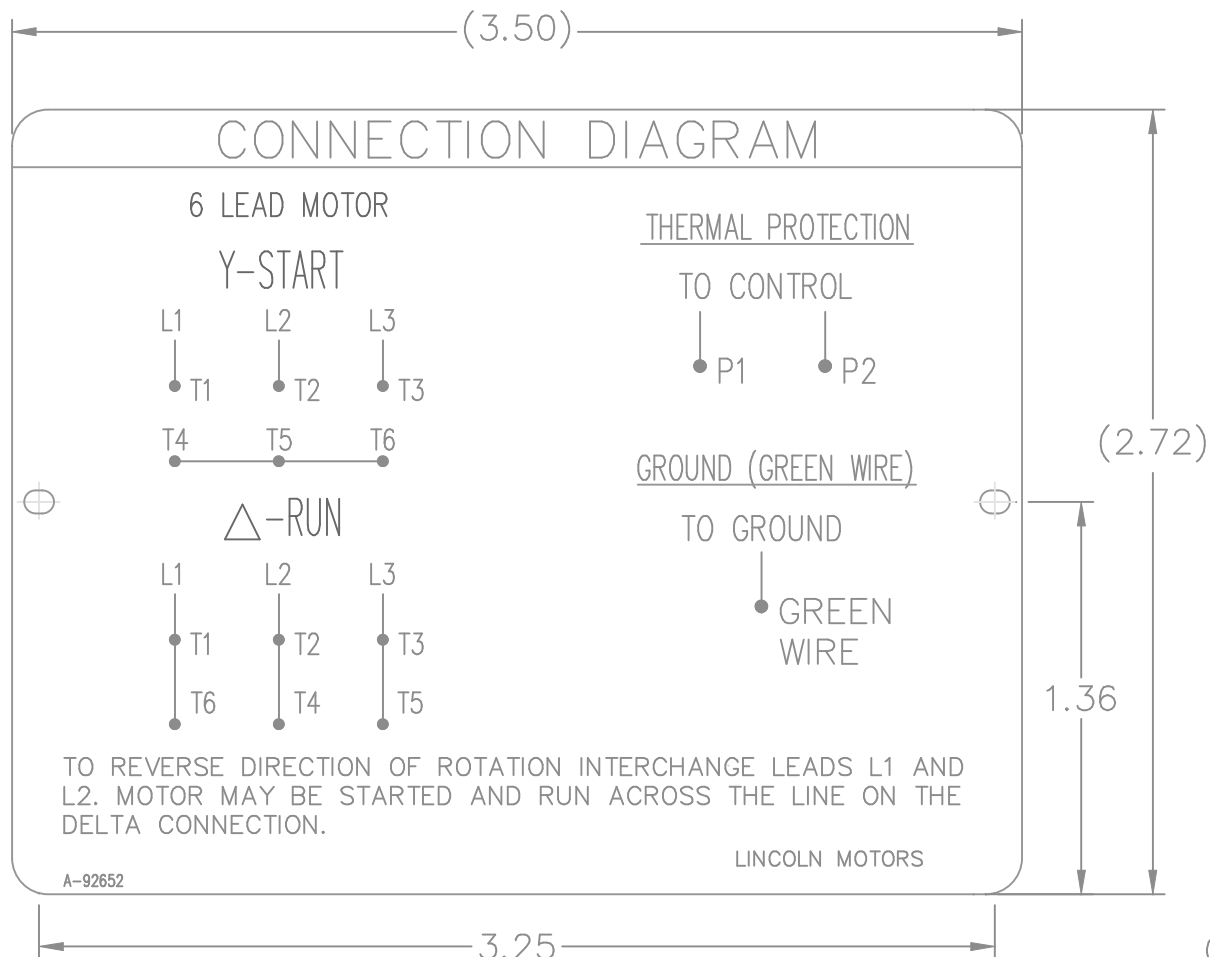 (3.50)
CONNECTION DIAGRAM
6 LEAD MOTOR
Y-START
L1 L2 L3
T1 T2 T3
T4 T5 T6
△-RUN
L1 L2 L3
T1 T2 T3
T6 T4 T5
THERMAL PROTECTION
TO CONTROL
P1 P2
GROUND (GREEN WIRE)
TO GROUND
GREEN
WIRE
(2.72)
1.36
TO REVERSE DIRECTION OF ROTATION INTERCHANGE LEADS L1 AND
L2. MOTOR MAY BE STARTED AND RUN ACROSS THE LINE ON THE
DELTA CONNECTION.
LINCOLN MOTORS
A-92652
3.25